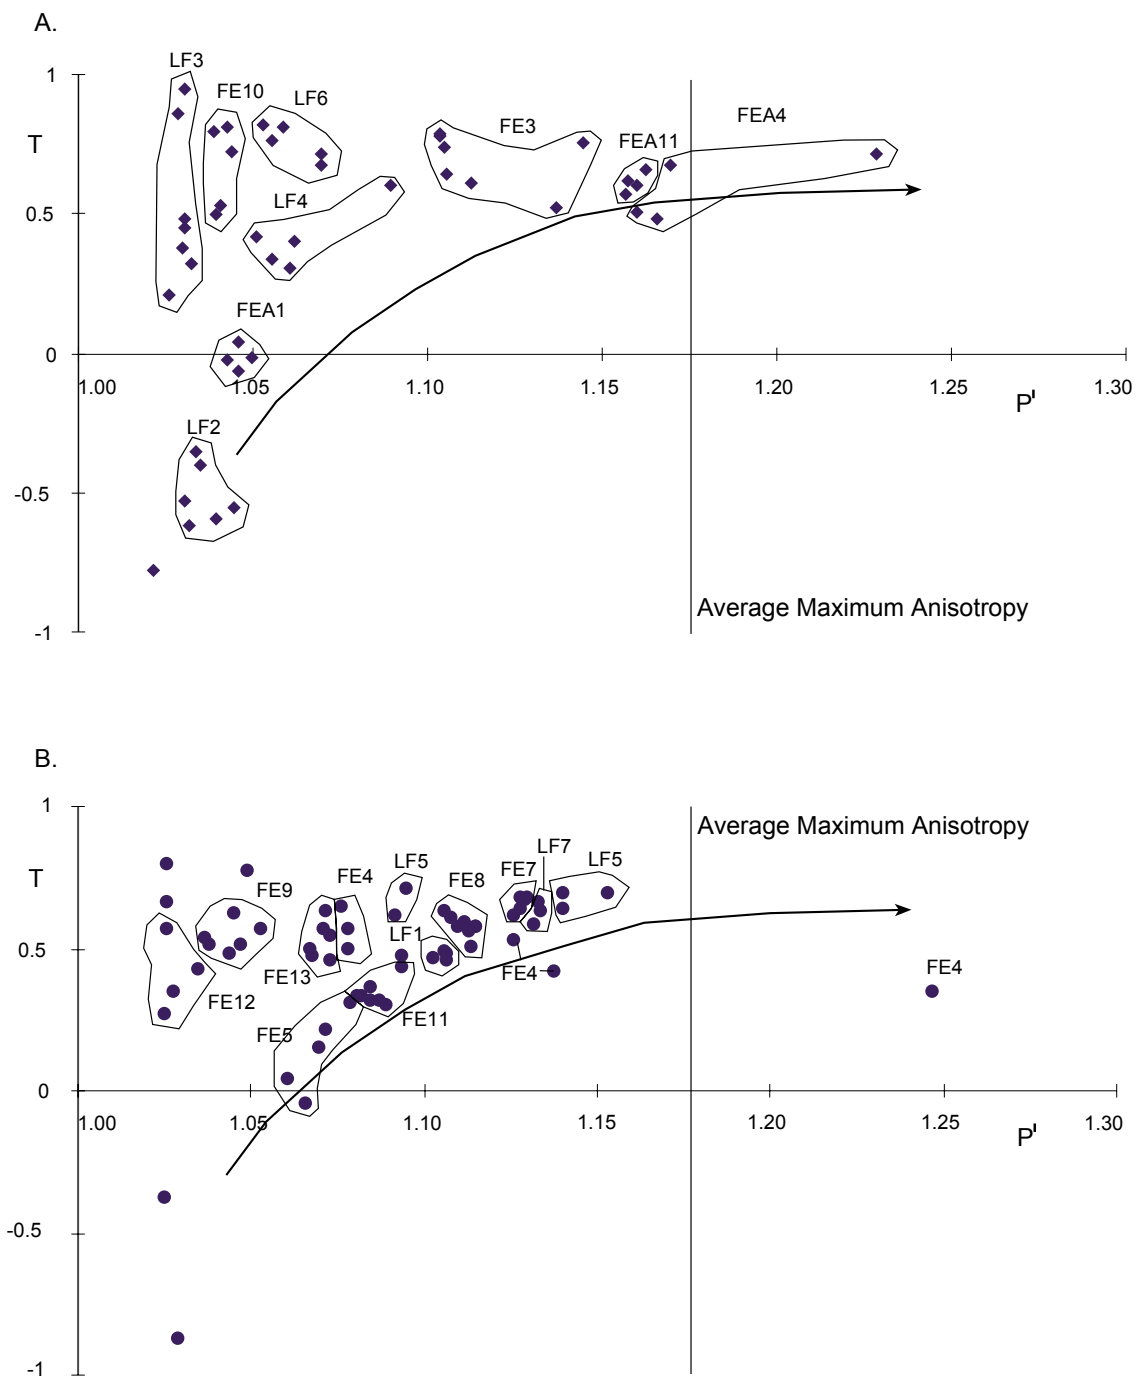 A.
LF3
FE10
LF6
1
FE3
FEA11
FEA4
T
0.5
LF4
FEA1
0
1.00
1.05
1.10
1.15
1.20
1.25
1.30
P'
LF2
-0.5
Average Maximum Anisotropy
-1
B.
1
Average Maximum Anisotropy
LF7
LF5
LF5
T
FE9
FE4
FE8
FE7
0.5
LF1
FE13
FE4
FE4
FE12
FE11
FE5
0
1.00
1.05
1.10
1.15
1.20
1.25
1.30
P'
-0.5
-1